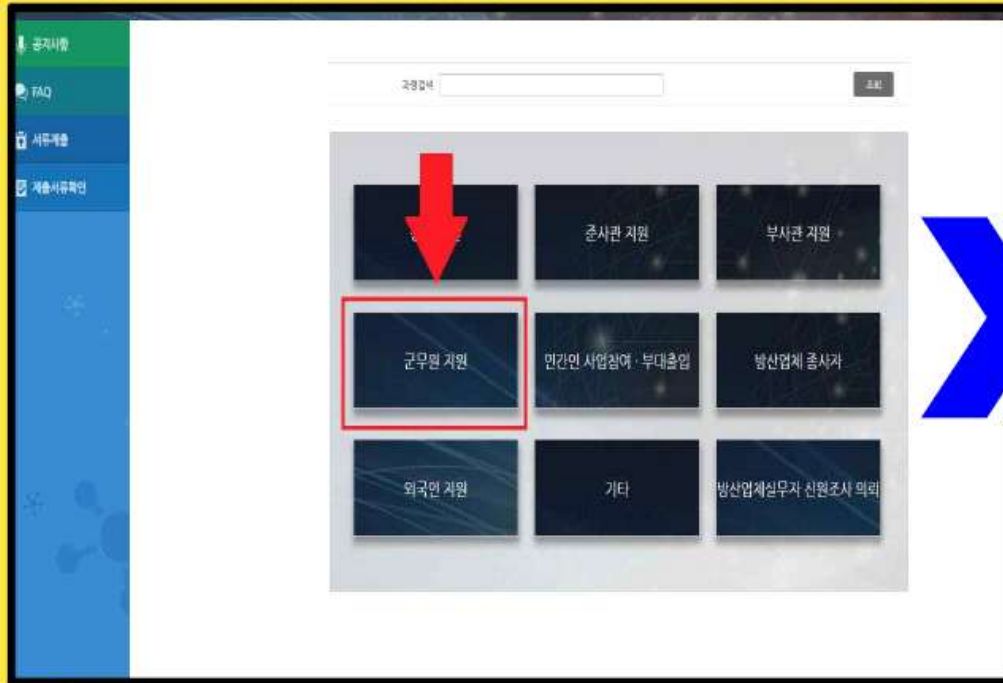 공지사항
FAQ
서류제출
제출서류확인
과정검색
조회
준사관 지원
부사관 지원
군무원 지원
민간인 사업참여 · 부대출입
방산업체 종사자
외국인 지원
기타
방산업체실무자 신원조사 의뢰